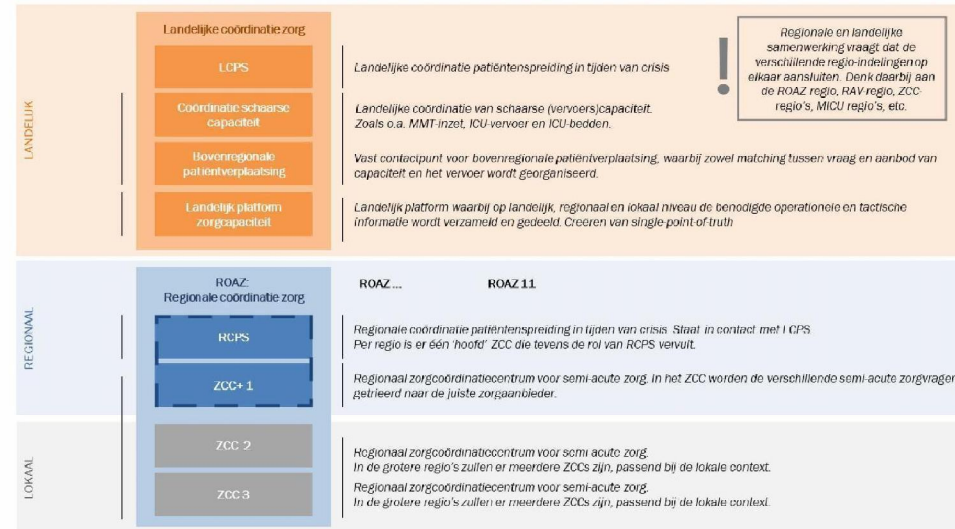 Landelijke coördinatie zorg
!
Regionale en landelijke
samenwerking vraagt dat de
verschillende regio-indelingen op
elkaar aansluiten. Denk daarbij aan
de ROAZ regio, RAV-regio, ZCC-
regio's, MICU regio's, etc.
LANDELIJK
LCPS
Landelijke coördinatie patiëntenspreiding in tijden van crisis
Coördinatie schaarse
capaciteit
Landelijke coördinatie van schaarse (vervoers)capaciteit.
Zoals o.a. MMT-inzet, ICU-vervoer en ICU-bedden.
Bovenregionale
patiëntverplaatsing
Vast contactpunt voor bovenregionale patiëntverplaatsing, waarbij zowel matching tussen vraag en aanbod van
capaciteit en het vervoer wordt georganiseerd.
Landelijk platform
zorgcapaciteit
Landelijk platform waarbij op landelijk, regionaal en lokaal niveau de benodigde operationele en tactische
informatie wordt verzameld en gedeeld. Creëren van single-point-of-truth
REGIONAAL
ROAZ:
Regionale coördinatie zorg
ROAZ ...
ROAZ 11
RCPS
Regionale coördinatie patiëntenspreiding in tijden van crisis. Staat in contact met LCPS
Per regio is er één 'hoofd' ZCC die tevens de rol van RCPS vervult.
ZCC+ 1
Regionaal zorgcoördinatiecentrum voor semi-acute zorg. In het ZCC worden de verschillende semi-acute zorgvragen
getrieerd naar de juiste zorgaanbieder.
LOKAAL
ZCC 2
Regionaal zorgcoördinatiecentrum voor semi acute zorg.
In de grotere regio's zullen er meerdere ZCCs zijn, passend bij de lokale context.
ZCC 3
Regionaal zorgcoördinatiecentrum voor semi-acute zorg.
In de grotere regio's zullen er meerdere ZCCs zijn, passend bij de lokale context.